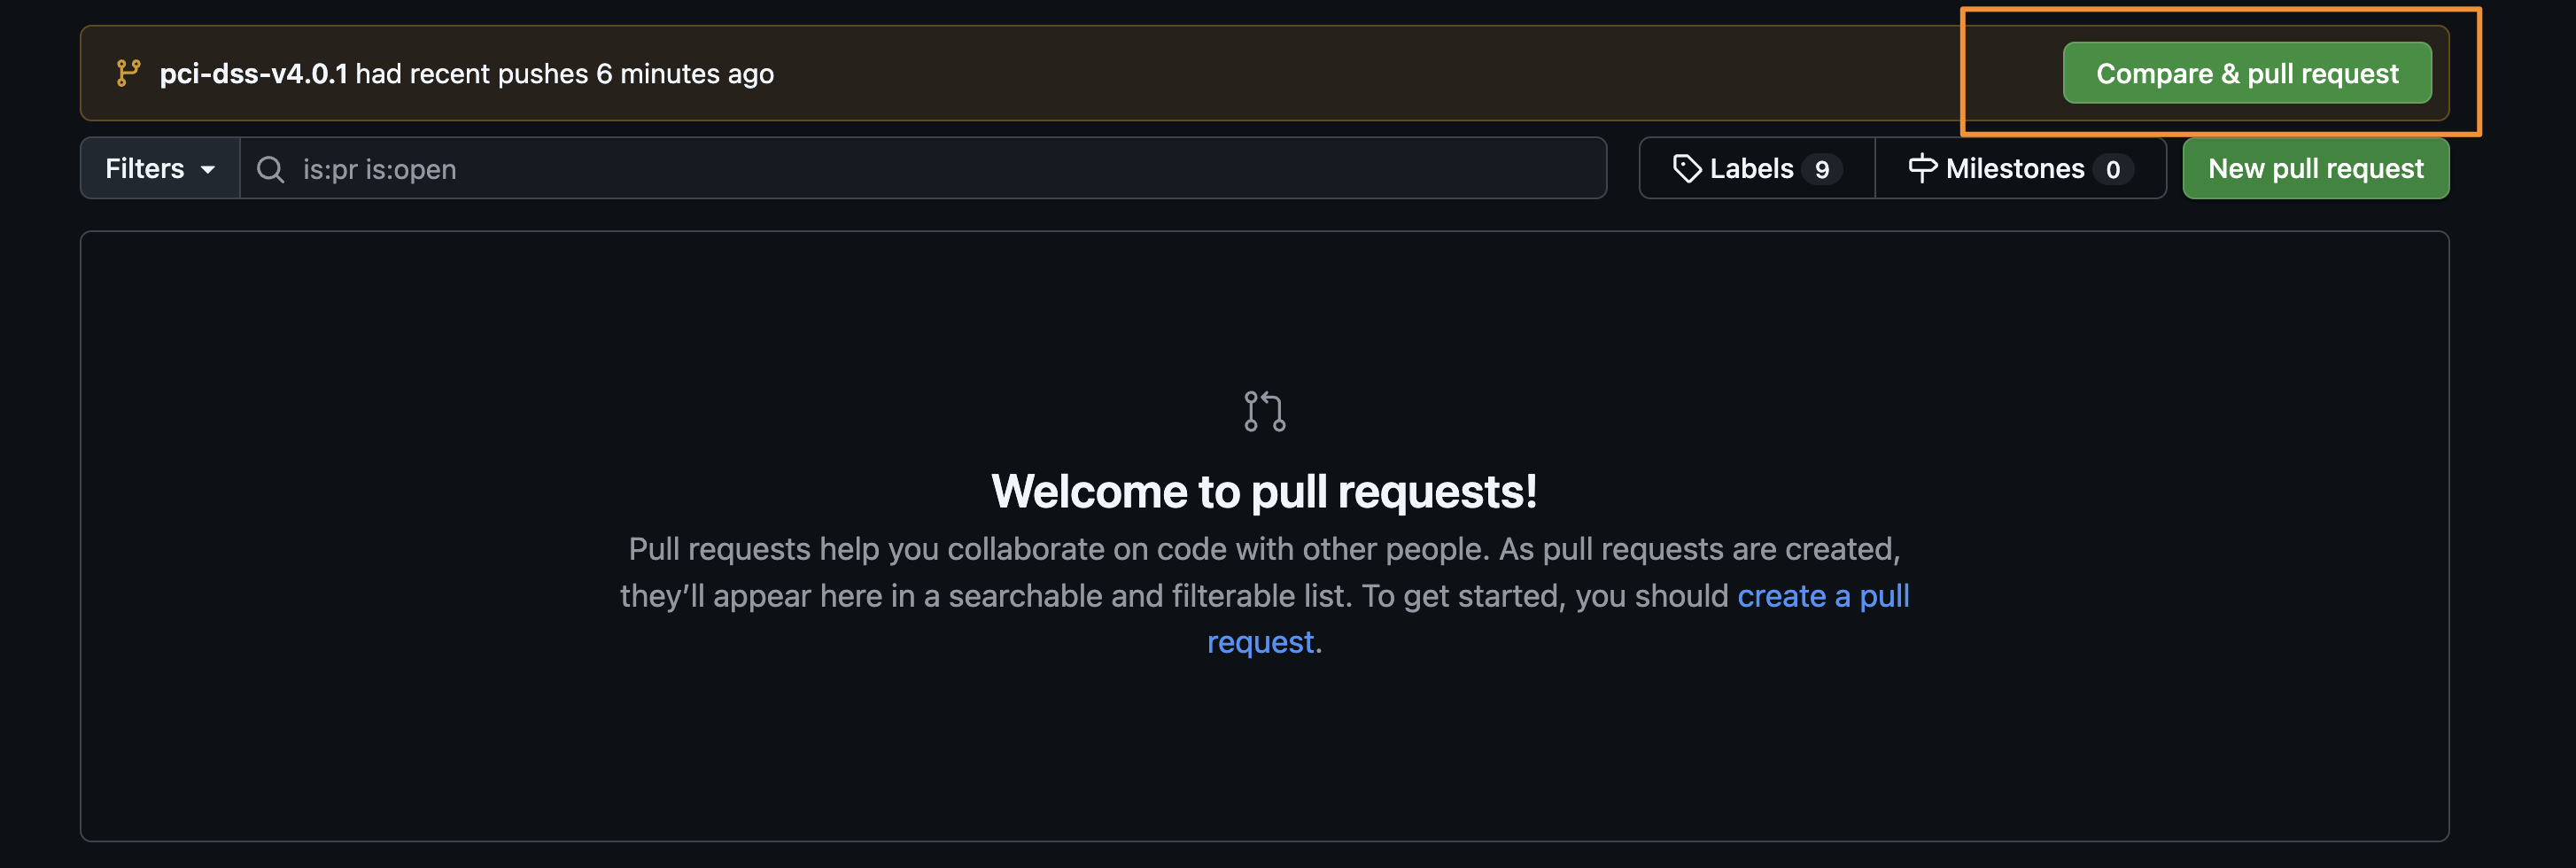 pci-dss-v4.0.1 had recent pushes 6 minutes ago
Compare & pull request
Filters
is:pr is:open
Labels 9
Milestones 0
New pull request
Welcome to pull requests!
Pull requests help you collaborate on code with other people. As pull requests are created,
they’ll appear here in a searchable and filterable list. To get started, you should create a pull
request.